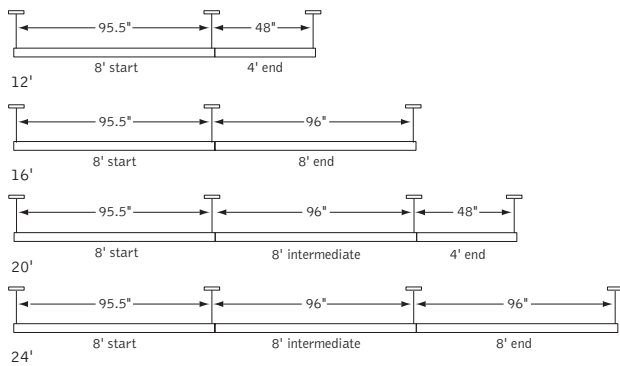 95.5" 48"
8' start 4' end
12'
95.5" 96"
8' start 8' end
16'
95.5" 96" 48"
8' start 8' intermediate 4' end
20'
95.5" 96" 96"
8' start 8' intermediate 8' end
24'